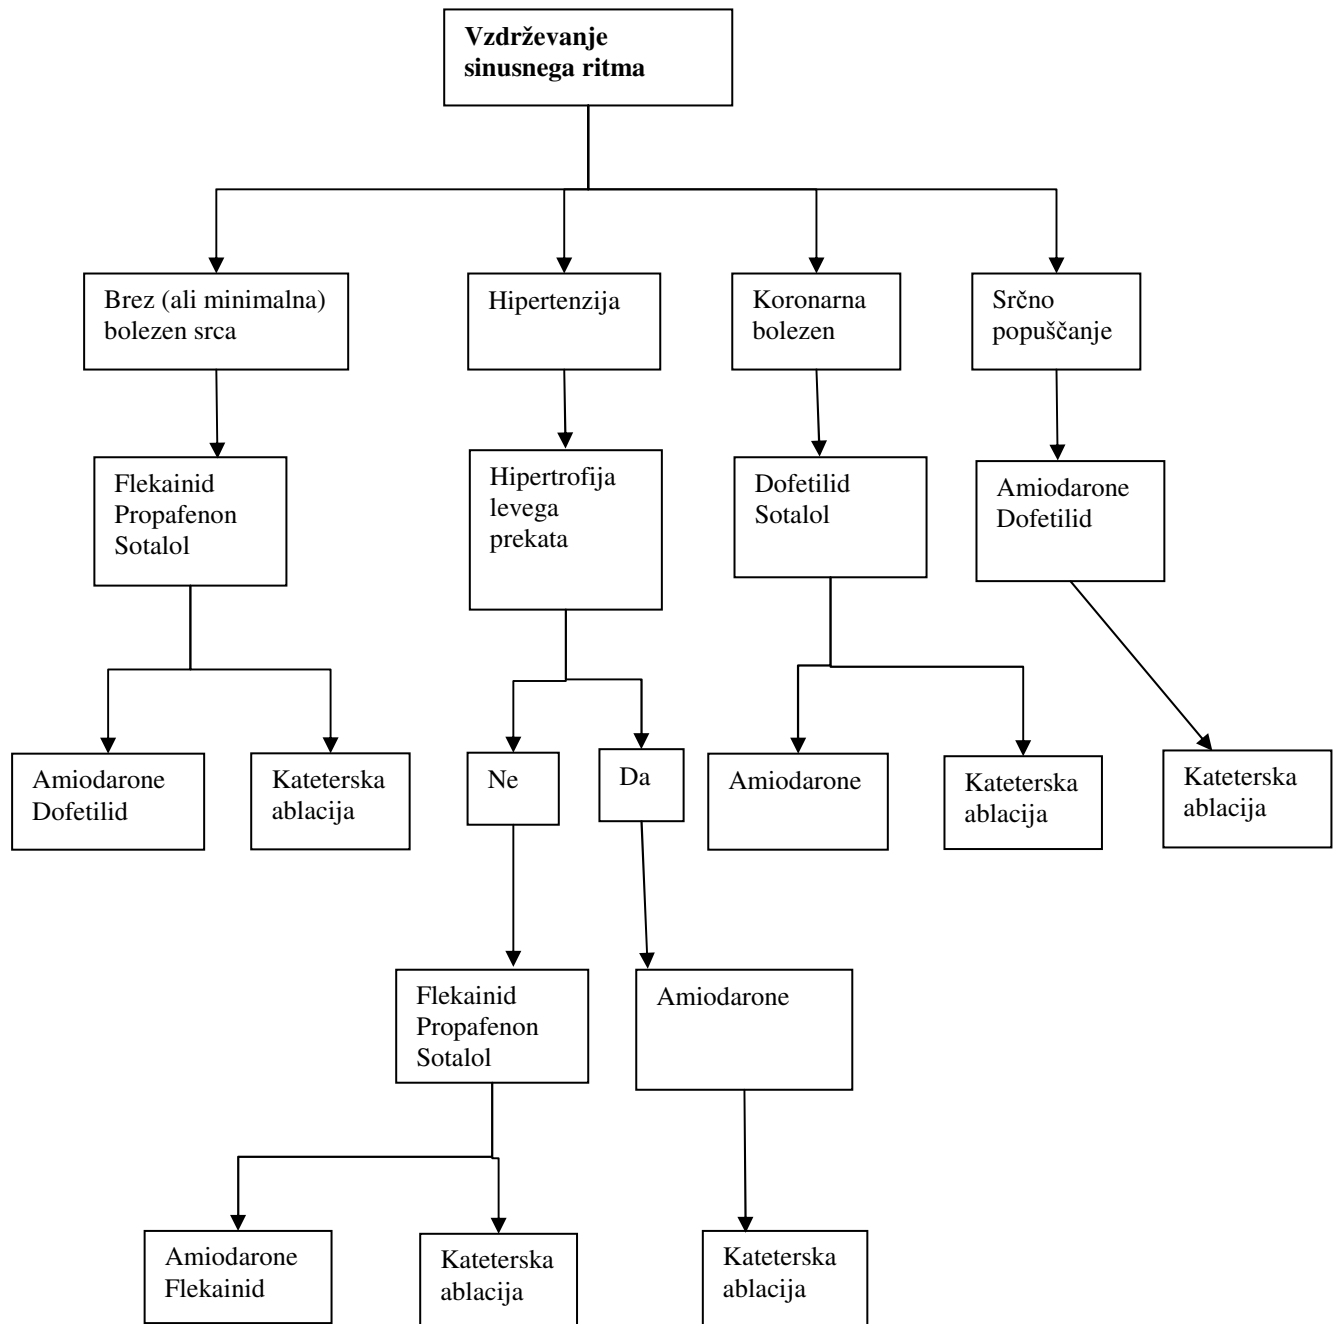 Vzdrževanje
sinusnega ritma
Brez (ali minimalna)
bolezen srca
Hipertenzija
Koronarna
bolezen
Srčno
popuščanje
Flekainid
Propafenon
Sotalol
Hipertrofija
levega
prekata
Dofetilid
Sotalol
Amiodarone
Dofetilid
Amiodarone
Dofetilid
Kateterska
ablacija
Ne
Da
Amiodarone
Kateterska
ablacija
Kateterska
ablacija
Flekainid
Propafenon
Sotalol
Amiodarone
Amiodarone
Flekainid
Kateterska
ablacija
Kateterska
ablacija